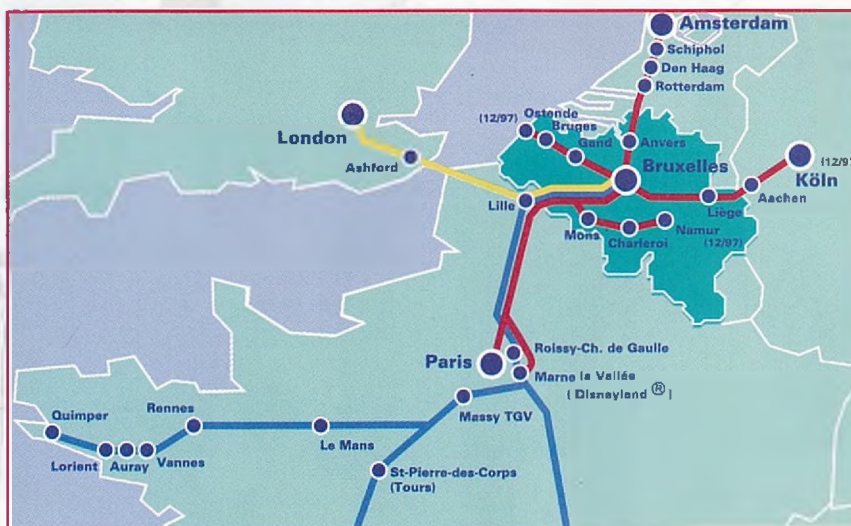 Amsterdam
Schiphol
Den Haag
Rotterdam
(12/97)
Ostende
Bruges
Gand
Anvers
London
Ashford
Bruxelles
Köln
(12/97
Aachen
Liège
Lille
Mons
Charleroi
Namur
(12/97)
Paris
Roissy-Ch. de Gaulle
Marne la Vallée
( Disneyland ® )
Massy TGV
Quimper
Rennes
Le Mans
Lorient
Auray
Vannes
St-Pierre-des-Corps
(Tours)